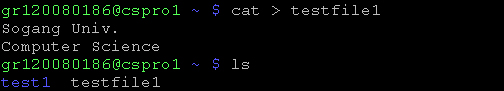 gr120080186@cspro1 ~ $ cat > testfile1
Sogang Univ.
Computer Science
gr120080186@cspro1 ~ $ ls
test1  testfile1